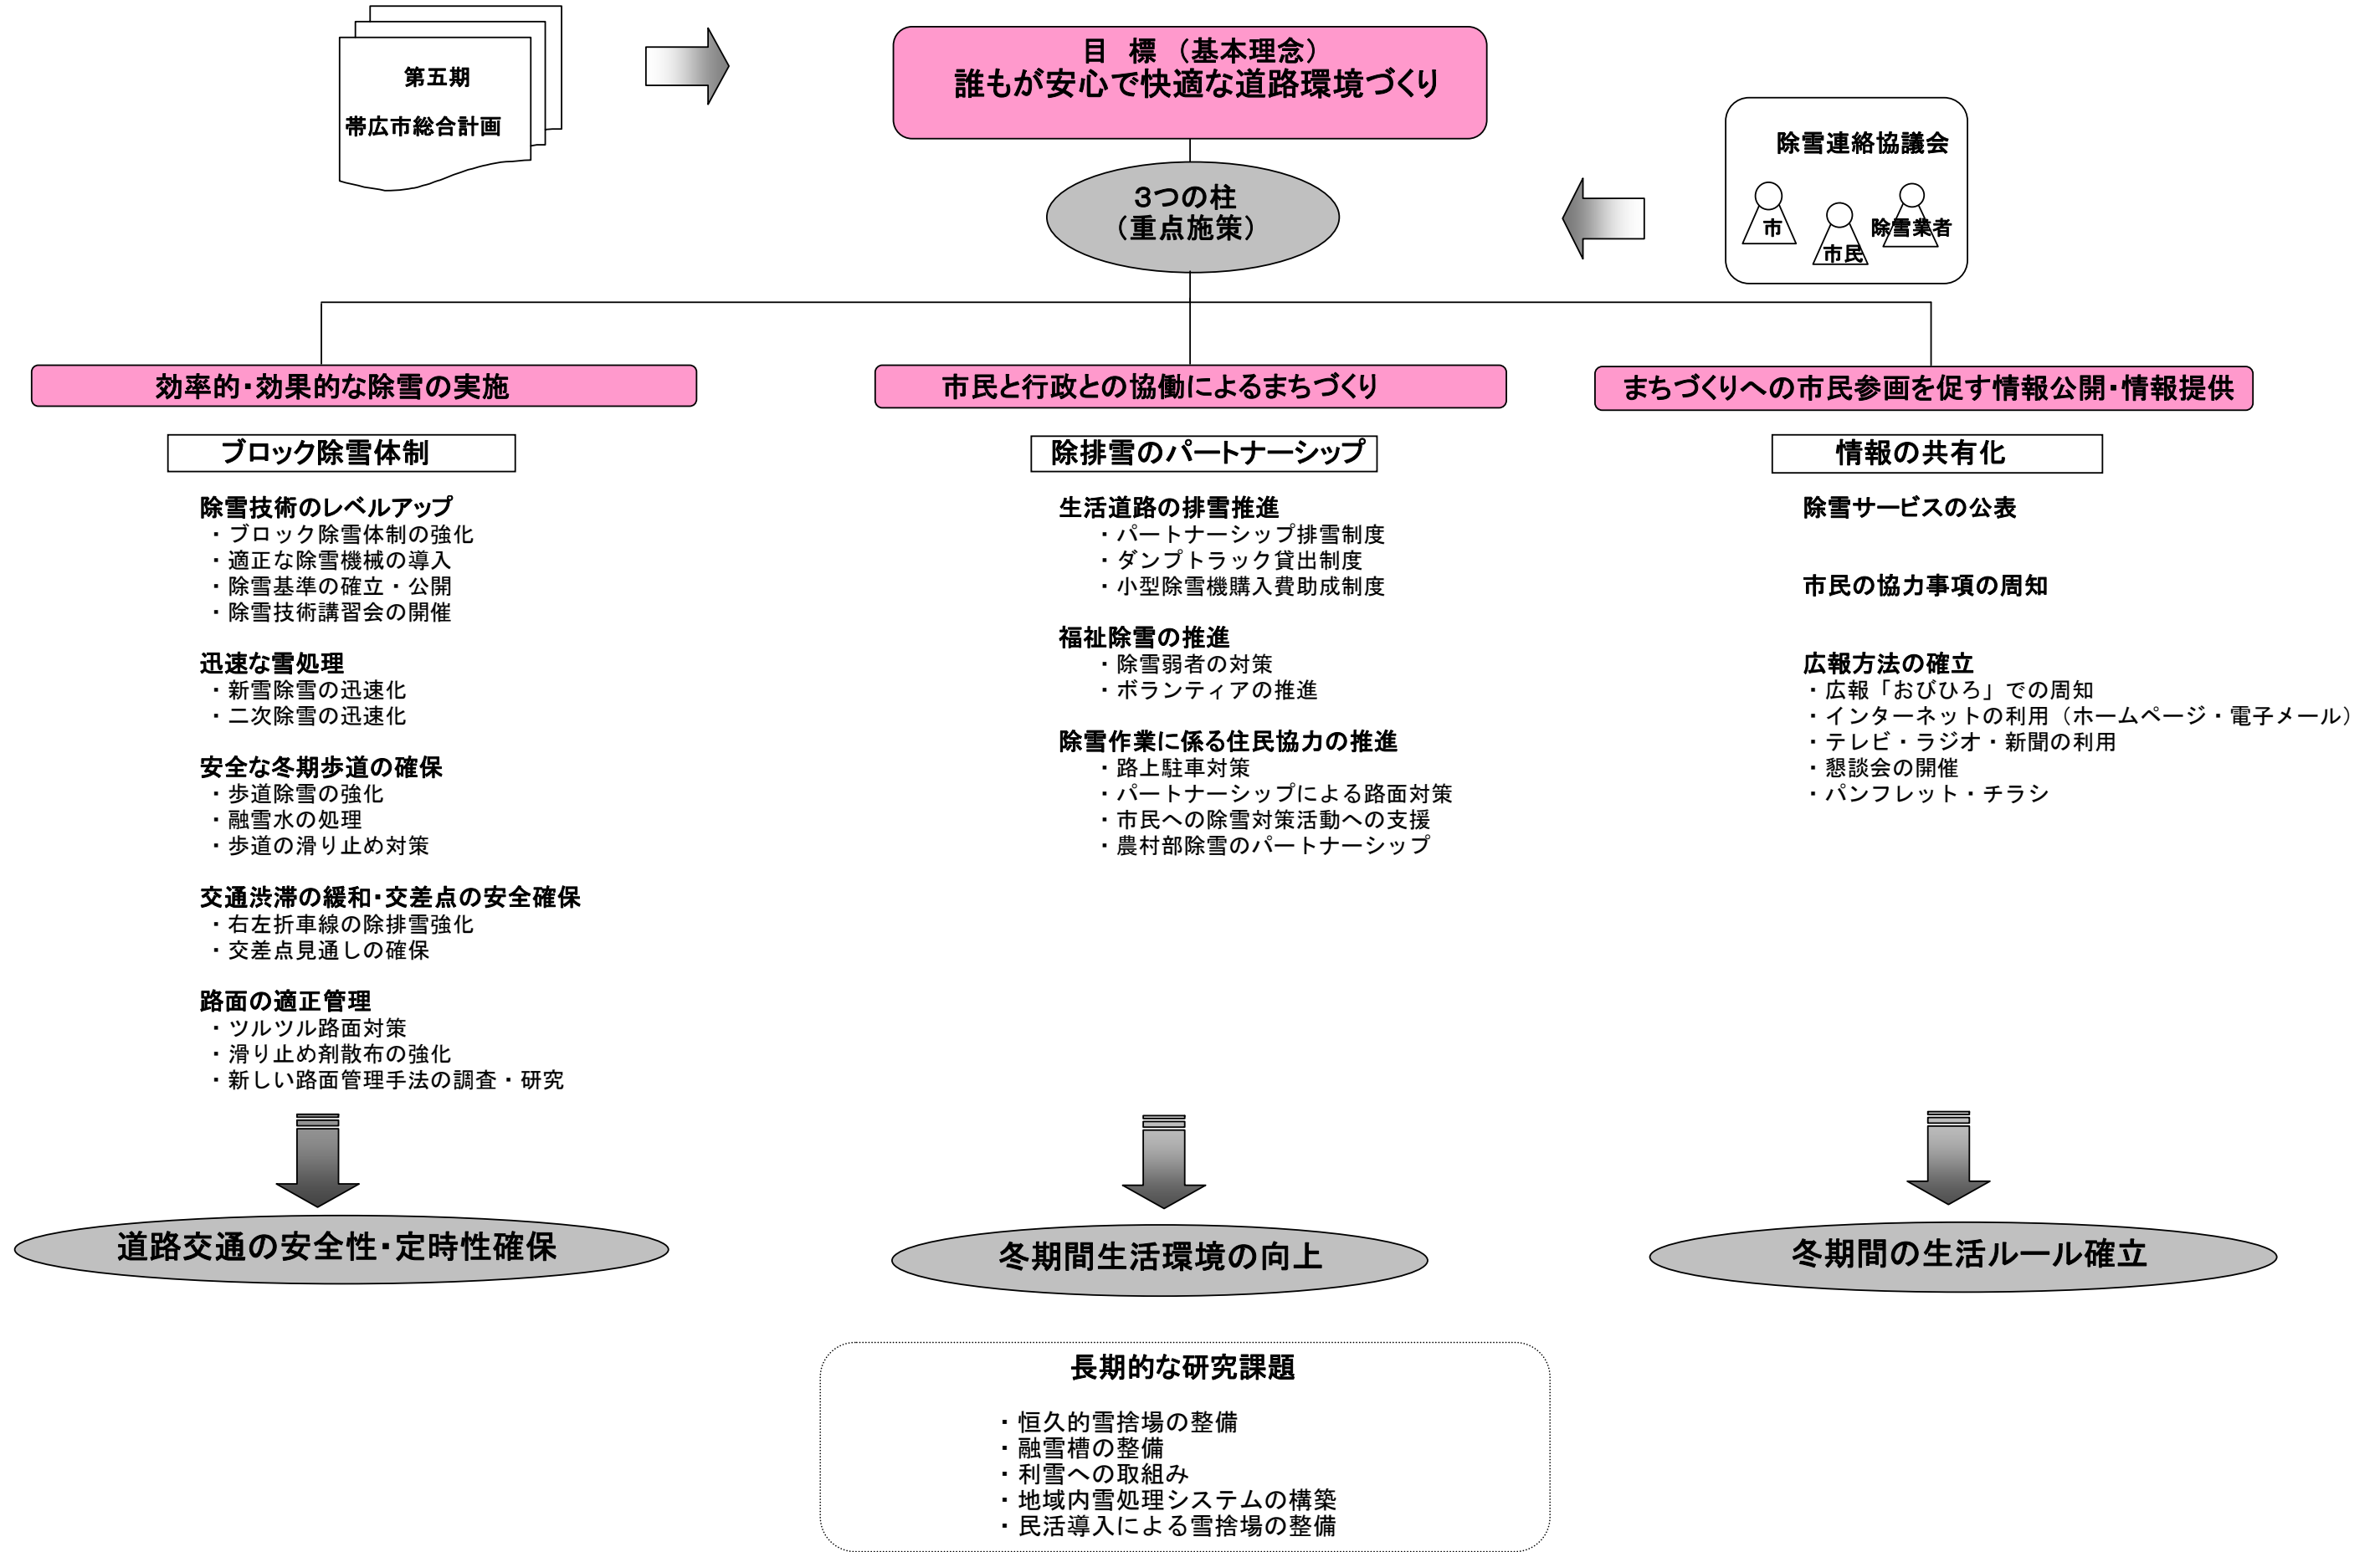 第五期
帯広市総合計画
目　標　（基本理念）
誰もが安心で快適な道路環境づくり
除雪連絡協議会
市
市民
除雪業者
３つの柱
（重点施策）
効率的・効果的な除雪の実施
ブロック除雪体制
除雪技術のレベルアップ
・ブロック除雪体制の強化
・適正な除雪機械の導入
・除雪基準の確立・公開
・除雪技術講習会の開催
迅速な雪処理
・新雪除雪の迅速化
・二次除雪の迅速化
安全な冬期歩道の確保
・歩道除雪の強化
・融雪水の処理
・歩道の滑り止め対策
交通渋滞の緩和・交差点の安全確保
・右左折車線の除排雪強化
・交差点見通しの確保
路面の適正管理
・ツルツル路面対策
・滑り止め剤散布の強化
・新しい路面管理手法の調査・研究
道路交通の安全性・定時性確保
市民と行政との協働によるまちづくり
除排雪のパートナーシップ
生活道路の排雪推進
・パートナーシップ排雪制度
・ダンプトラック貸出制度
・小型除雪機購入費助成制度
福祉除雪の推進
・除雪弱者の対策
・ボランティアの推進
除雪作業に係る住民協力の推進
・路上駐車対策
・パートナーシップによる路面対策
・市民への除雪対策活動への支援
・農村部除雪のパートナーシップ
冬期間生活環境の向上
まちづくりへの市民参画を促す情報公開・情報提供
情報の共有化
除雪サービスの公表
市民の協力事項の周知
広報方法の確立
・広報「おびひろ」での周知
・インターネットの利用（ホームページ・電子メール）
・テレビ・ラジオ・新聞の利用
・懇談会の開催
・パンフレット・チラシ
冬期間の生活ルール確立
長期的な研究課題
・恒久的雪捨場の整備
・融雪槽の整備
・利雪への取組み
・地域内雪処理システムの構築
・民活導入による雪捨場の整備